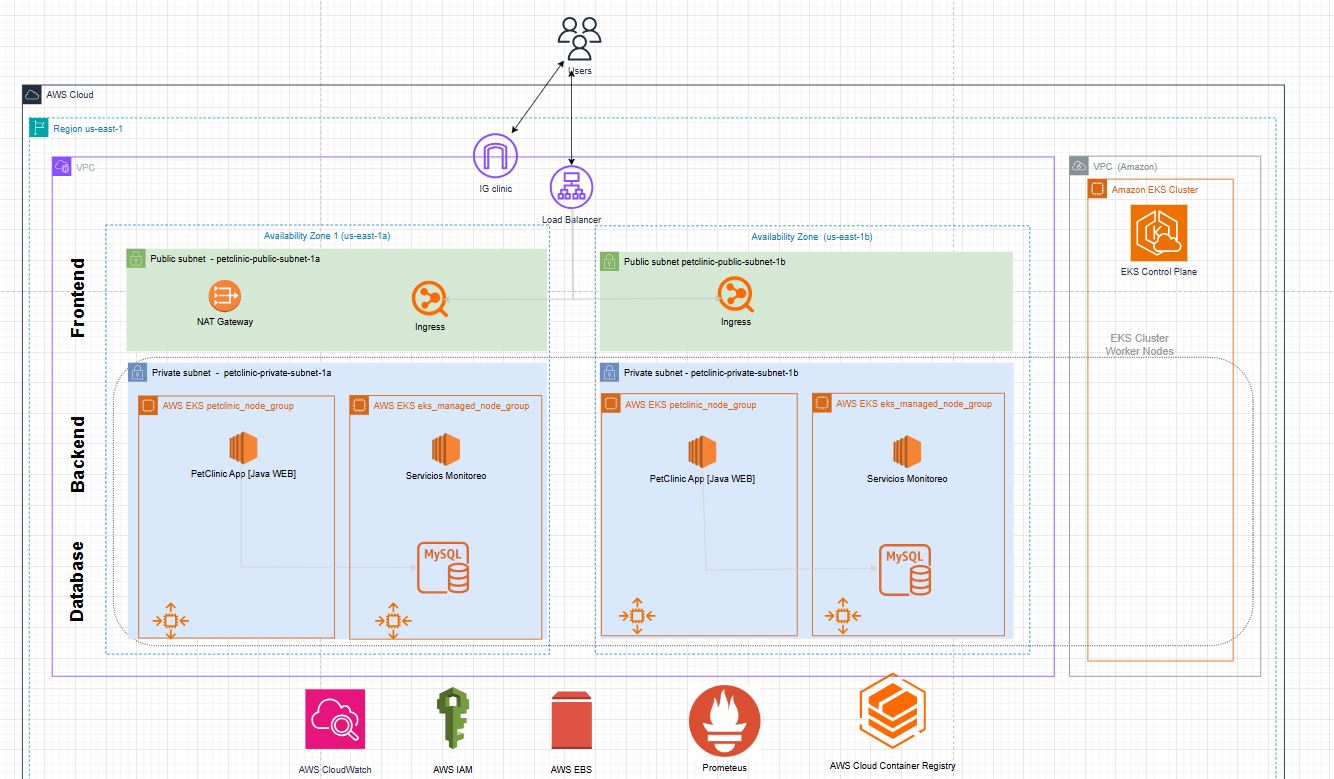 Users
AWS Cloud
Region us-east-1
VPC
IG clinic
Load Balancer
VPC (Amazon)
Amazon EKS Cluster
EKS Control Plane
EKS Cluster
Worker Nodes
Availability Zone 1 (us-east-1a)
Availability Zone (us-east-1b)
Frontend
Public subnet - petclinic-public-subnet-1a
NAT Gateway
Ingress
Public subnet petclinic-public-subnet-1b
Ingress
Backend
Private subnet - petclinic-private-subnet-1a
AWS EKS petclinic_node_group
PetClinic App [Java WEB]
AWS EKS eks_managed_node_group
Servicios Monitoreo
Private subnet - petclinic-private-subnet-1b
AWS EKS petclinic_node_group
PetClinic App [Java WEB]
AWS EKS eks_managed_node_group
Servicios Monitoreo
Database
MySQL
MySQL
AWS CloudWatch
AWS IAM
AWS EBS
Prometeus
AWS Cloud Container Registry